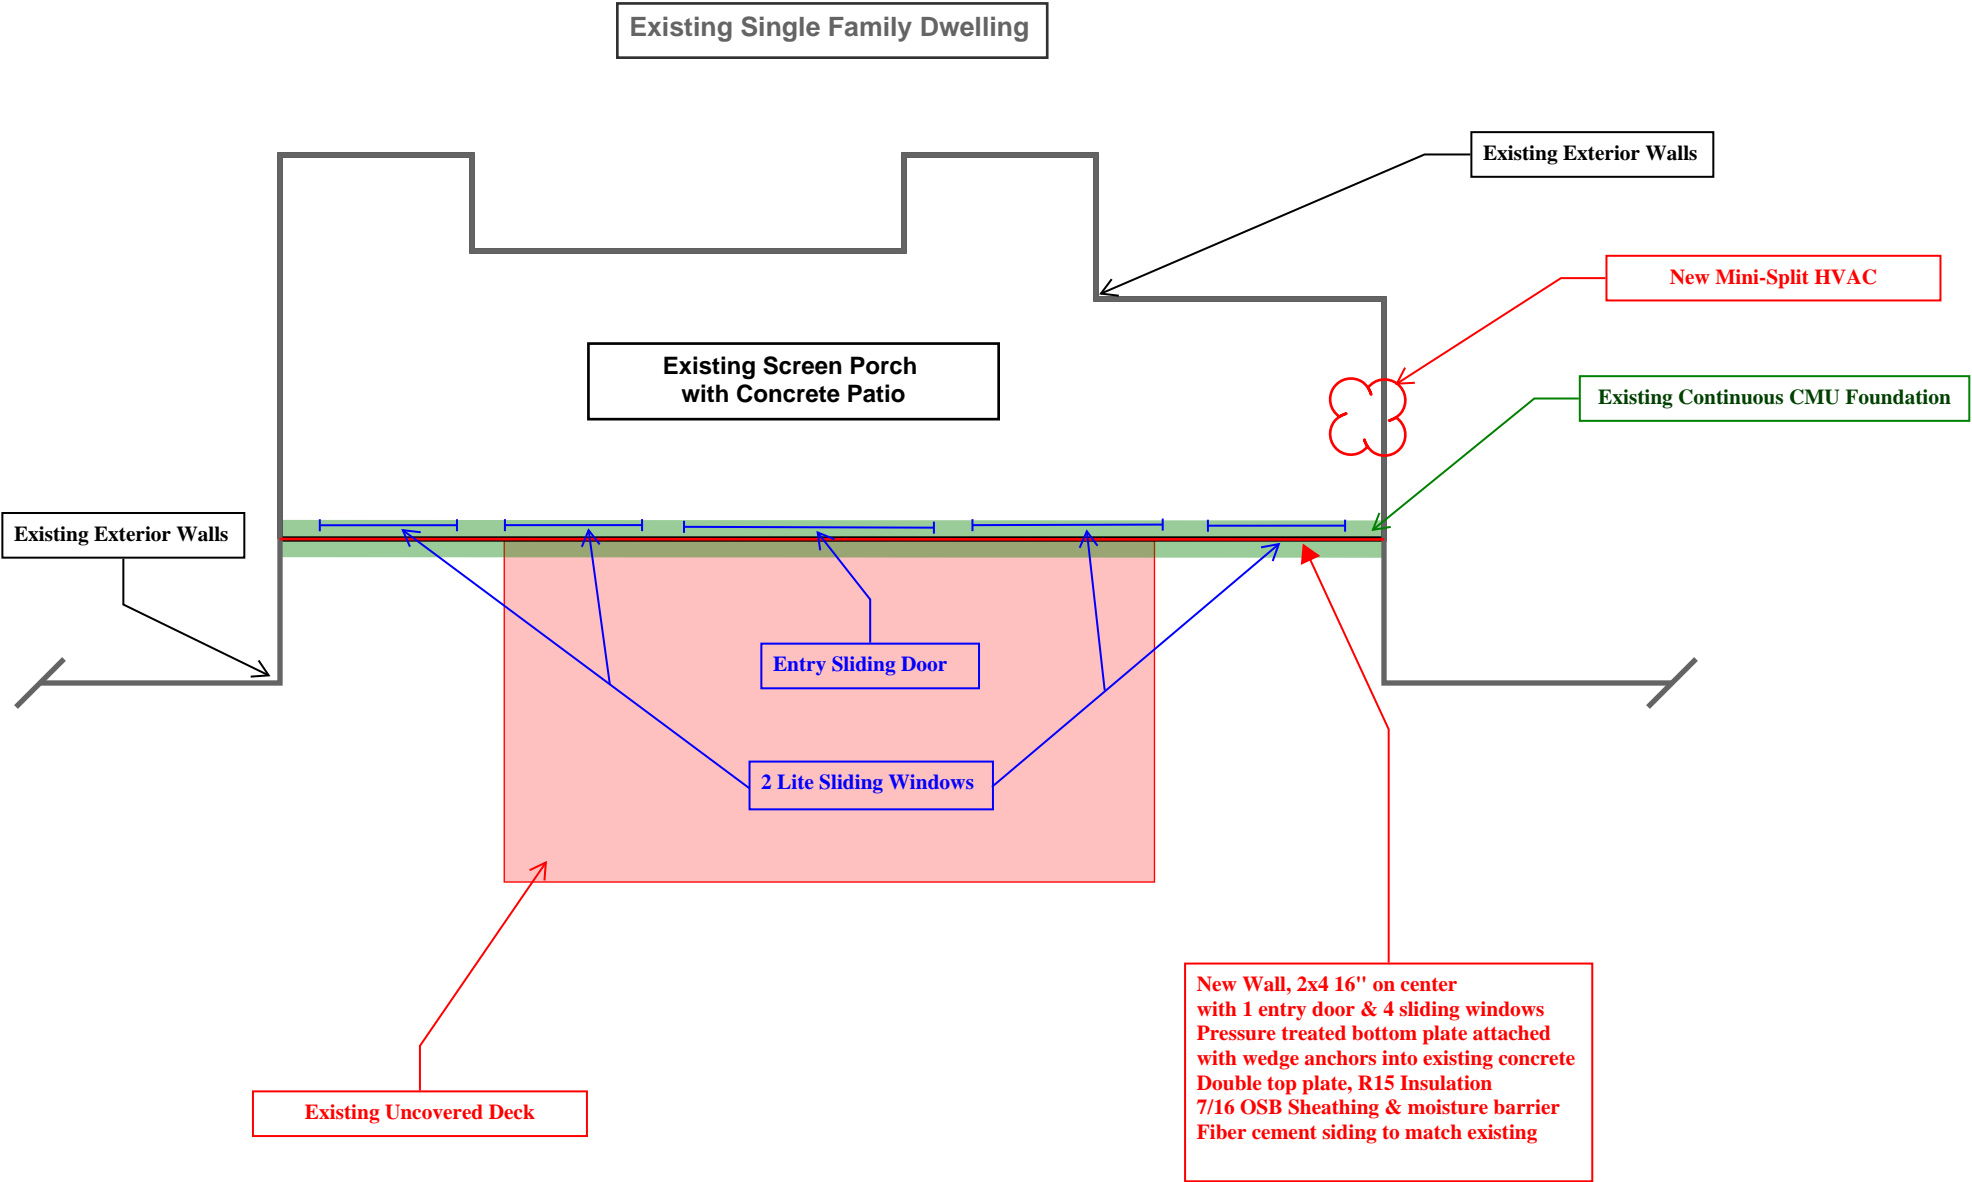 Existing Single Family Dwelling
Existing Exterior Walls
New Mini-Split HVAC
Existing Screen Porch
with Concrete Patio
Existing Continuous CMU Foundation
Existing Exterior Walls
Entry Sliding Door
2 Lite Sliding Windows
New Wall, 2x4 16" on center
with 1 entry door & 4 sliding windows
Pressure treated bottom plate attached
with wedge anchors into existing concrete
Double top plate, R15 Insulation
7/16 OSB Sheathing & moisture barrier
Fiber cement siding to match existing
Existing Uncovered Deck